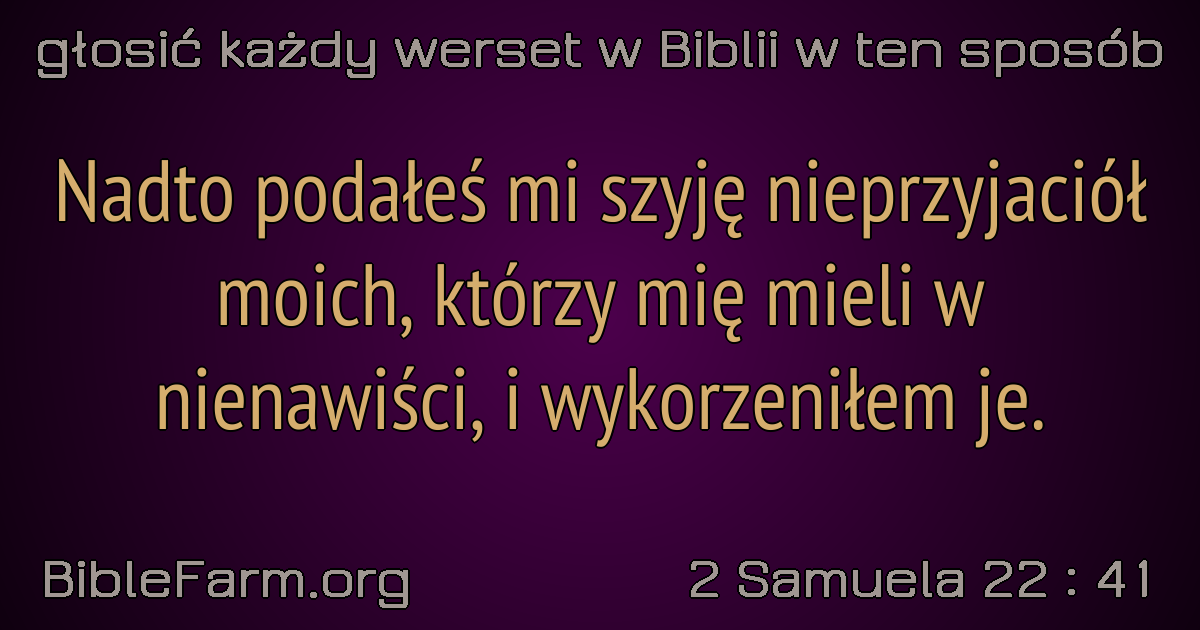 głosić każdy werset w Biblii w ten sposób
Nadto podałeś mi szyję nieprzyjaciół
moich, którzy mię mieli w
nienawiści, i wykorzeniłem je.
BibleFarm.org
2 Samuela 22 : 41